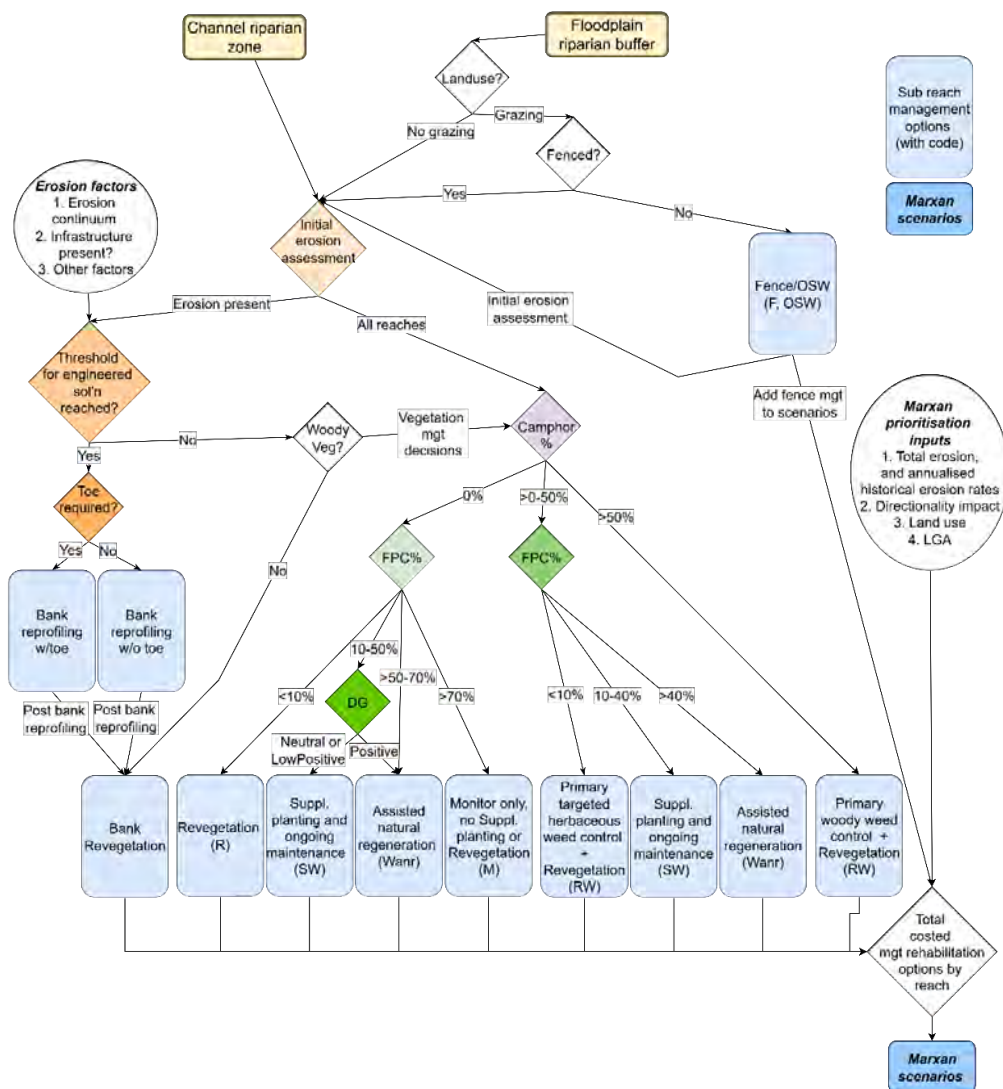 Channel riparian
zone
Floodplain
riparian buffer
Landuse?
Grazing
No grazing
Fenced?
Yes
No
Sub reach
management
options
(with code)
Marxan
scenarios
Erosion factors
1. Erosion
continuum
2. Infrastructure
present?
3. Other factors
Initial
erosion
assessment
Erosion present
All reaches
Initial erosion
assessment
Fence/OSW
(F, OSW)
Add fence mgt
to scenarios
Threshold
for engineered
sol'n
reached?
No
Yes
Woody
Veg?
Vegetation
mgt
decisions
Camphor
%
Marxan
prioritisation
inputs
1. Total erosion,
and annualised
historical erosion rates
2. Directionality impact
3. Land use
4. LGA
Toe
required?
Yes
No
0%
>0-50%
>50%
No
FPC%
FPC%
Bank
reprofiling
w/toe
Bank
reprofiling
w/o toe
Post bank
reprofiling
Post bank
reprofiling
<10%
10-50%
>50-70%
>70%
<10%
10-40%
>40%
DG
Neutral or
LowPositive
Positive
Bank
Revegetation
Revegetation
(R)
Suppl.
planting and
ongoing
maintenance
(SW)
Assisted
natural
regeneration
(Wanr)
Monitor only,
no Suppl.
planting or
Revegetation
(M)
Primary
targeted
herbaceous
weed control
+
Revegetation
(RW)
Suppl.
planting and
ongoing
maintenance
(SW)
Assisted
natural
regeneration
(Wanr)
Primary
woody weed
control +
Revegetation
(RW)
Total
costed
mgt rehabilitation
options by
reach
Marxan
scenarios